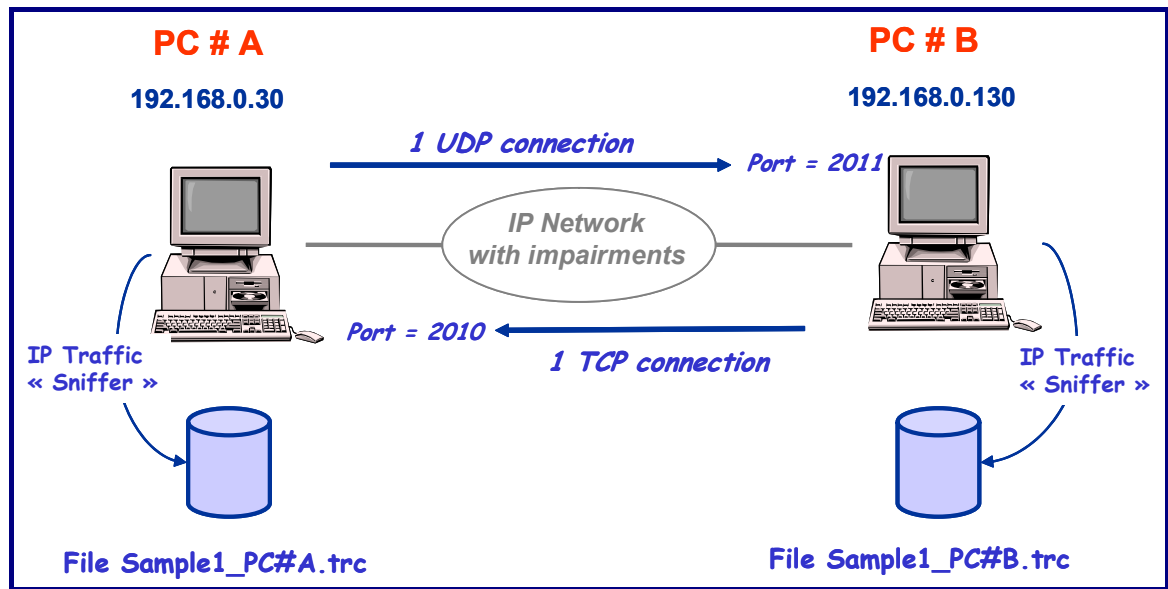 PC # A
PC # B
192.168.0.30
192.168.0.130
1 UDP connection
Port = 2011
IP Network
with impairments
Port = 2010
1 TCP connection
IP Traffic
« Sniffer »
IP Traffic
« Sniffer »
File Sample1_PC#A.trc
File Sample1_PC#B.trc